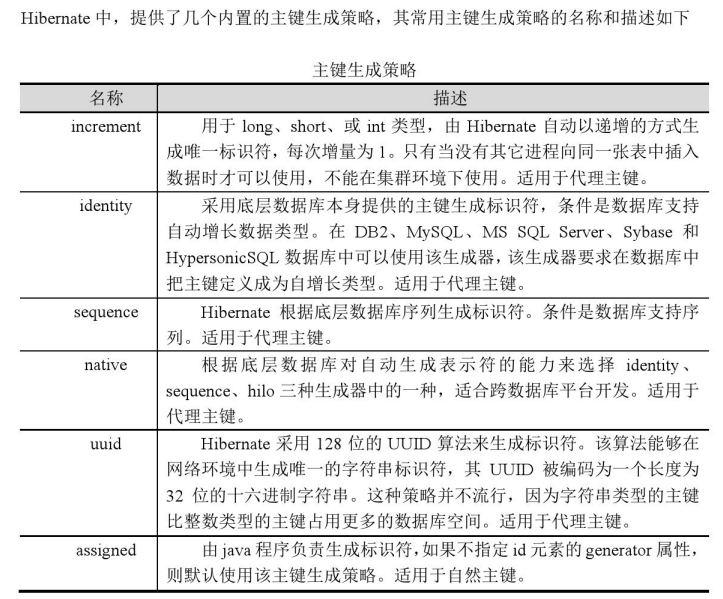 Hibernate 中，提供了几个内置的主键生成策略，其常用主键生成策略的名称和描述如下
主键生成策略
名称 描述
increment 用于 long、short、或 int 类型，由 Hibernate 自动以递增的方式生
成唯一标识符，每次增量为 1。只有当没有其它进程向同一张表中插入
数据时才可以使用，不能在集群环境下使用。适用于代理主键。
identity 采用底层数据库本身提供的主键生成标识符，条件是数据库支持
自动增长数据类型。在 DB2、MySQL、MS SQL Server、Sybase 和
HypersonicSQL 数据库中可以使用该生成器，该生成器要求在数据库中
把主键定义成为自增长类型。适用于代理主键。
sequence Hibernate 根据底层数据库序列生成标识符。条件是数据库支持序
列。适用于代理主键。
native 根据底层数据库对自动生成表示符的能力来选择 identity、
sequence、hilo 三种生成器中的一种，适合跨数据库平台开发。适用于
代理主键。
uuid Hibernate 采用 128 位的 UUID 算法来生成标识符。该算法能够在
网络环境中生成唯一的字符串标识符，其 UUID 被编码为一个长度为
32 位的十六进制字符串。这种策略并不流行，因为字符串类型的主键
比整数类型的主键占用更多的数据库空间。适用于代理主键。
assigned 由 java 程序负责生成标识符，如果不指定 id 元素的 generator 属性，
则默认使用该主键生成策略。适用于自然主键。